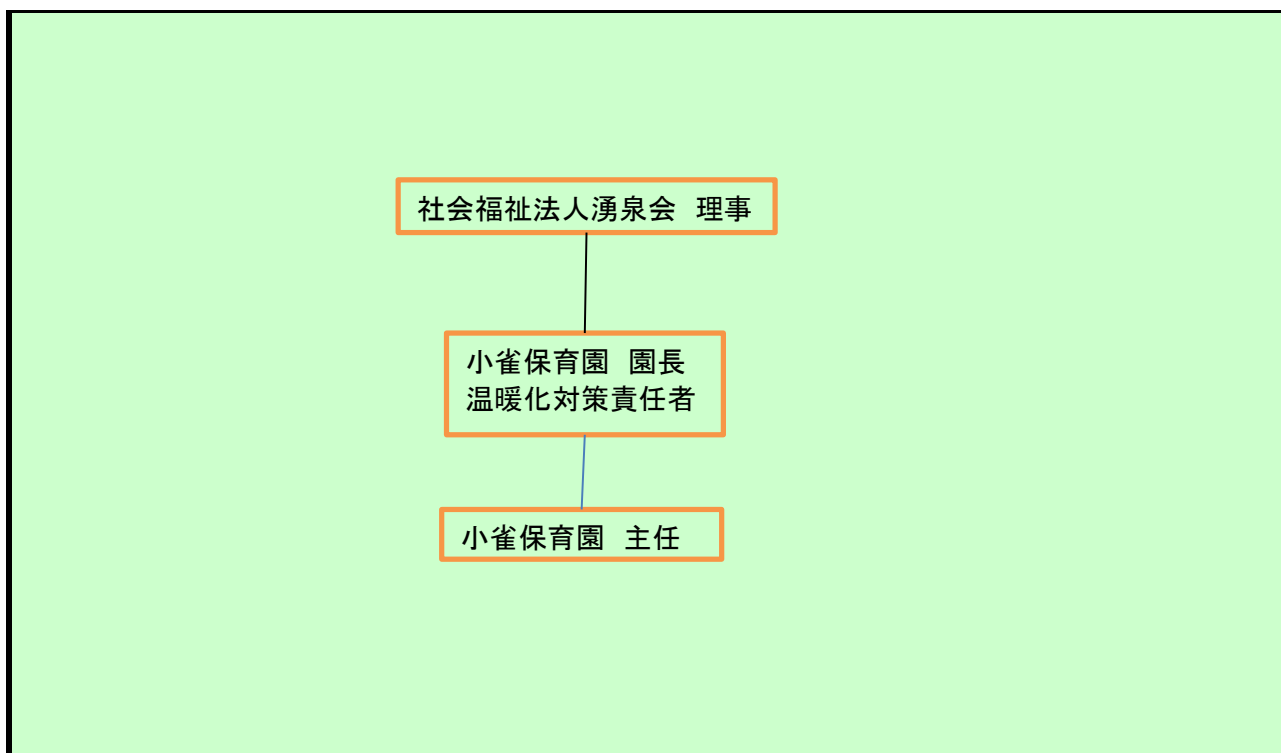 社会福祉法人湧泉会　理事
小雀保育園　園長
温暖化対策責任者
小雀保育園　主任